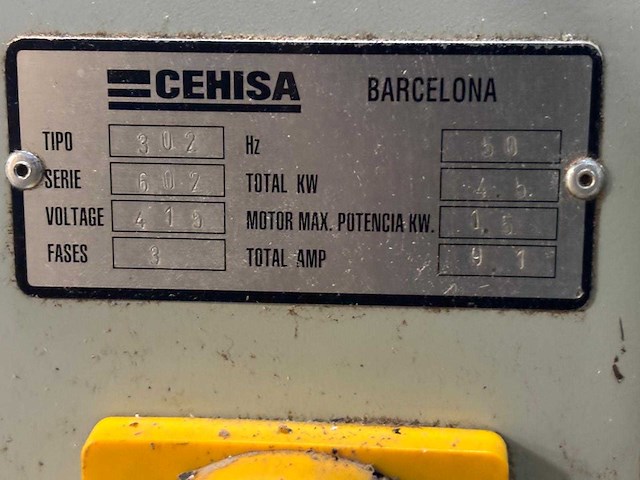 CEHISA BARCELONA
TIPO 302 Hz 50
SERIE 602 TOTAL KW 4.5
VOLTAGE 415 MOTOR MAX. POTENCIA KW. 1.5
FASES 3 TOTAL AMP 9.1